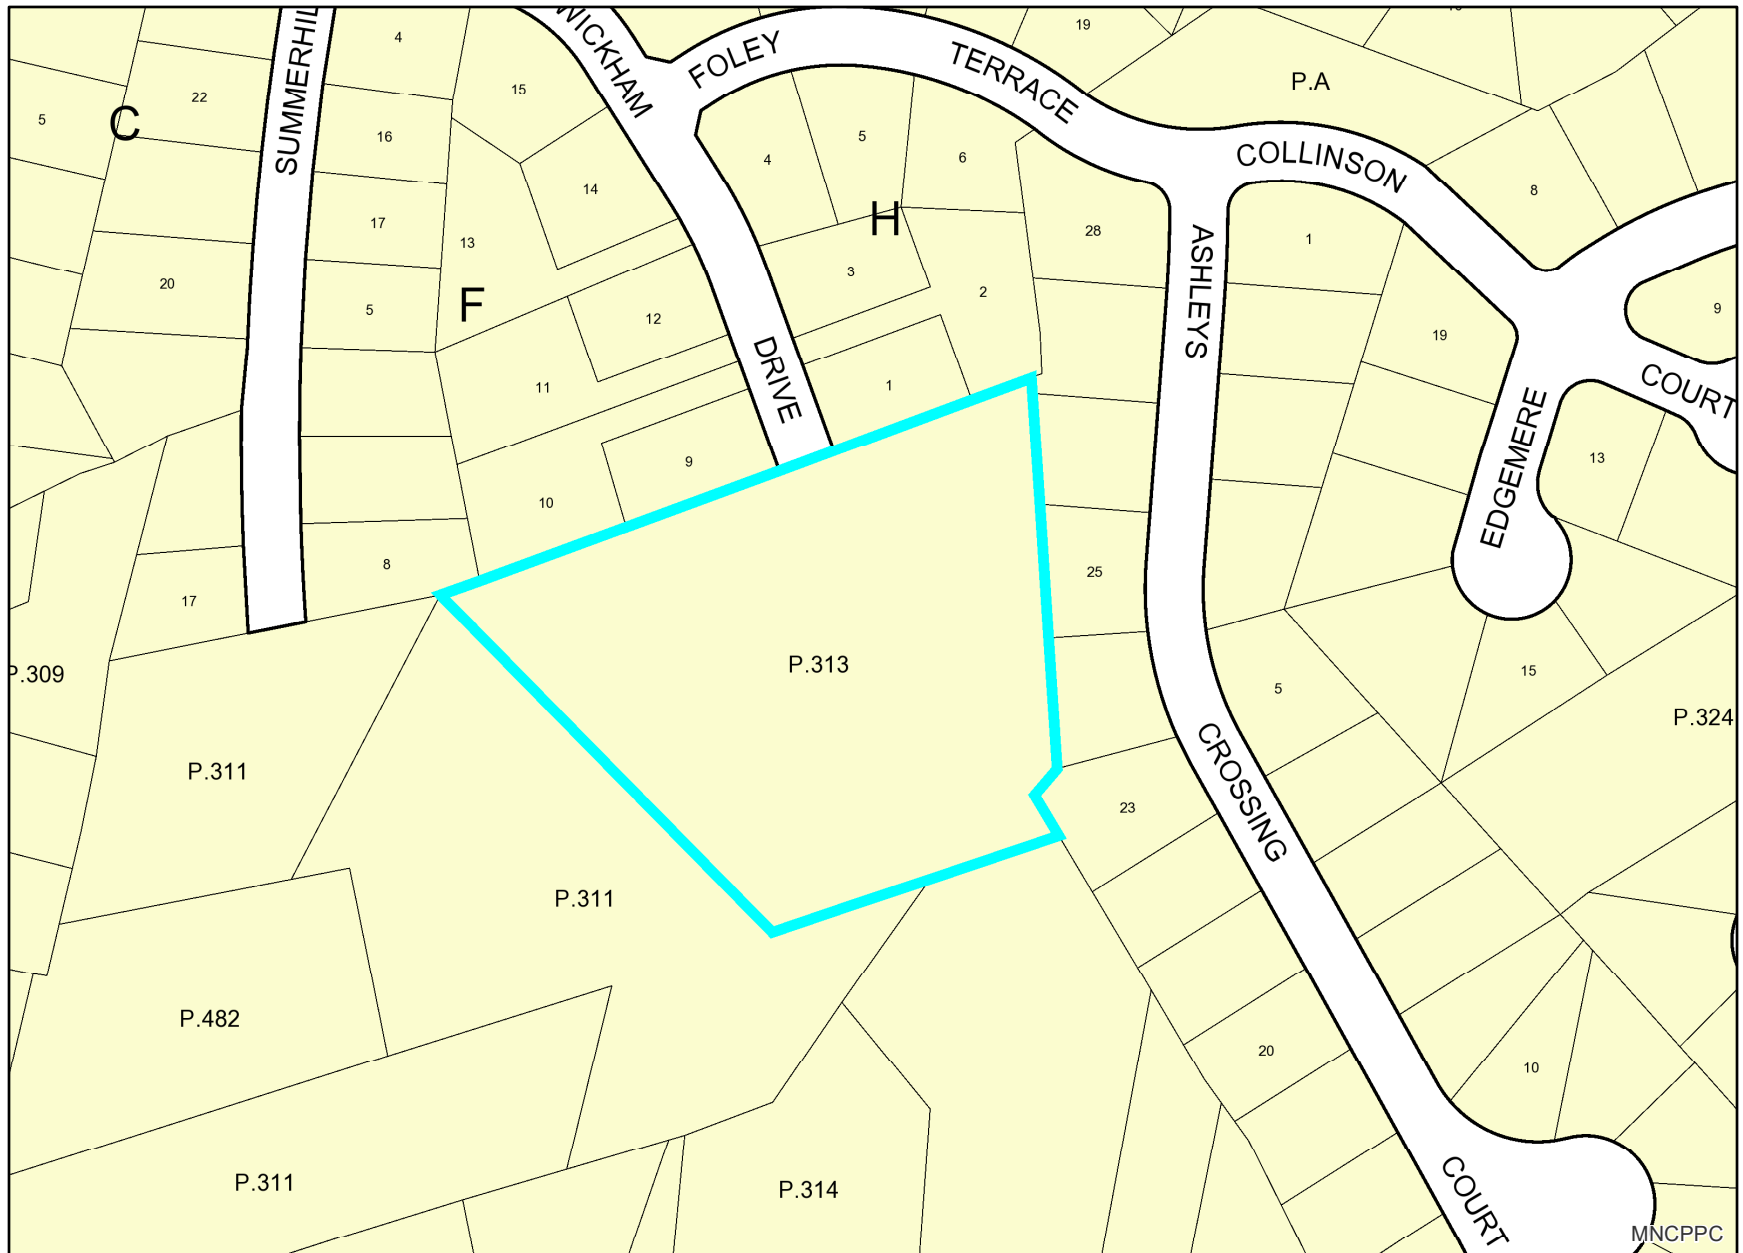 4
19
WICKHAM
FOLEY
TERRACE
P.A
22
15
5
C
SUMMERHIL
16
4
5
6
COLLINSON
14
8
17
13
H
28
ASHLEYS
1
3
20
5
F
12
2
19
9
11
DRIVE
1
COURT
EDGEMERE
9
10
13
8
25
17
P.313
P.309
5
15
P.324
P.311
CROSSING
23
P.311
P.482
20
10
P.311
P.314
COURT
MNCPPC